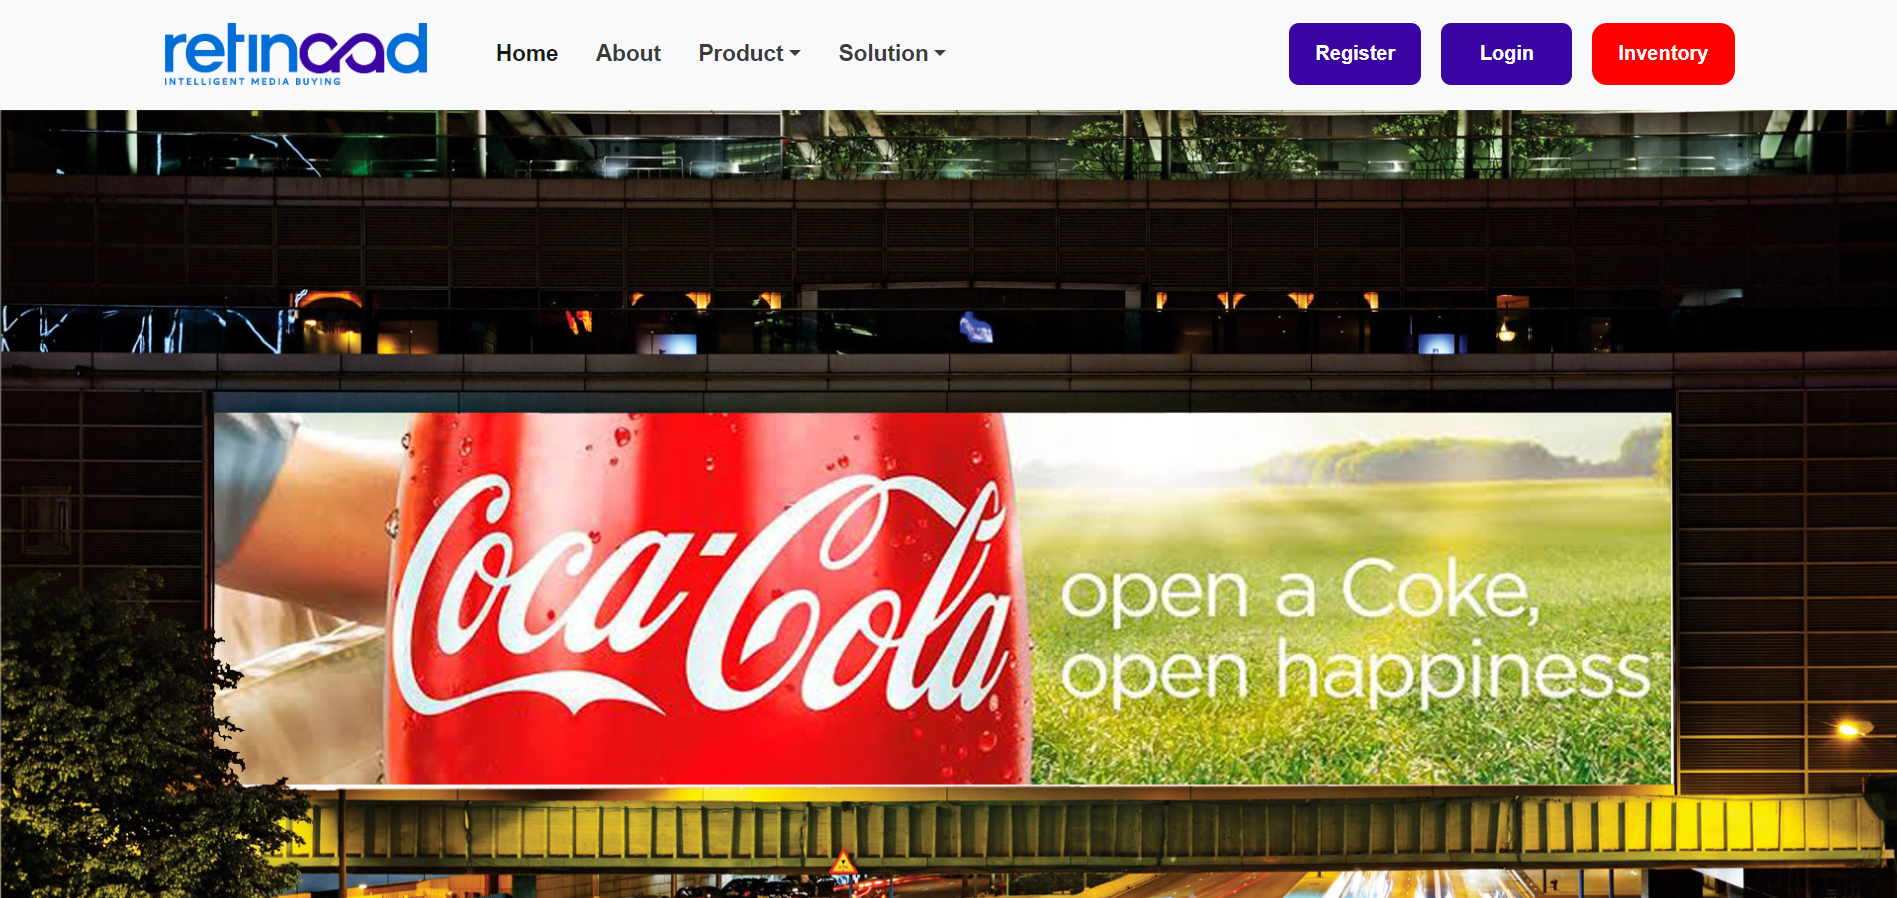 retinaad
INTELLIGENT MEDIA BUYING
Home About Product Solution Register Login Inventory
Coca-Cola
open a Coke,
open happiness